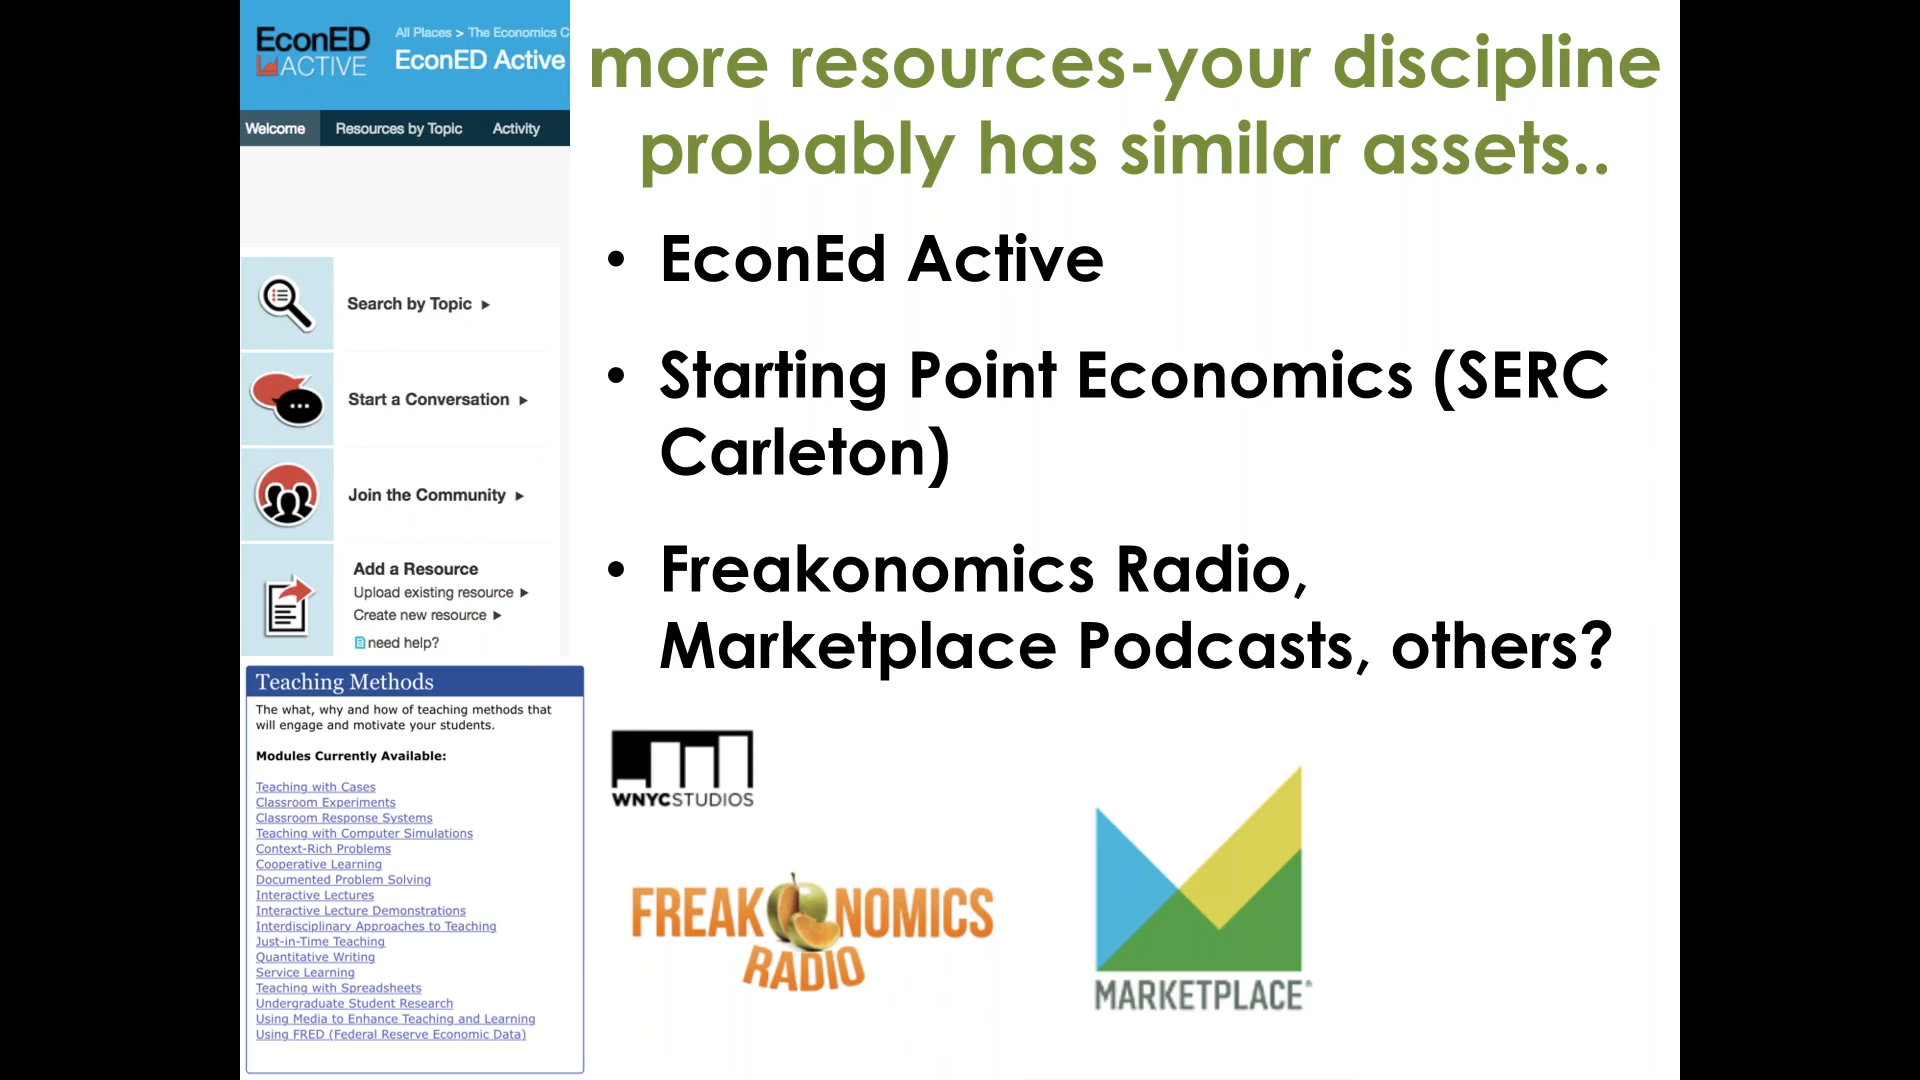 EconED
ACTIVE
All Places > The Economics C
EconED Active
Welcome
Resources by Topic
Activity
Search by Topic
Start a Conversation
Join the Community
Add a Resource
Upload existing resource
Create new resource
need help?
Teaching Methods
The what, why and how of teaching methods that
will engage and motivate your students.
Modules Currently Available:
Teaching with Cases
Classroom Experiments
Classroom Response Systems
Teaching with Computer Simulations
Context-Rich Problems
Cooperative Learning
Documented Problem Solving
Interactive Lectures
Interactive Lecture Demonstrations
Interdisciplinary Approaches to Teaching
Just-in-Time Teaching
Quantitative Writing
Service Learning
Teaching with Spreadsheets
Undergraduate Student Research
Using Media to Enhance Teaching and Learning
Using FRED (Federal Reserve Economic Data)
more resources-your discipline
probably has similar assets..
• EconEd Active
• Starting Point Economics (SERC
Carleton)
• Freakonomics Radio,
Marketplace Podcasts, others?
WNYCSTUDIOS
FREAKONOMICS
RADIO
MARKETPLACE®